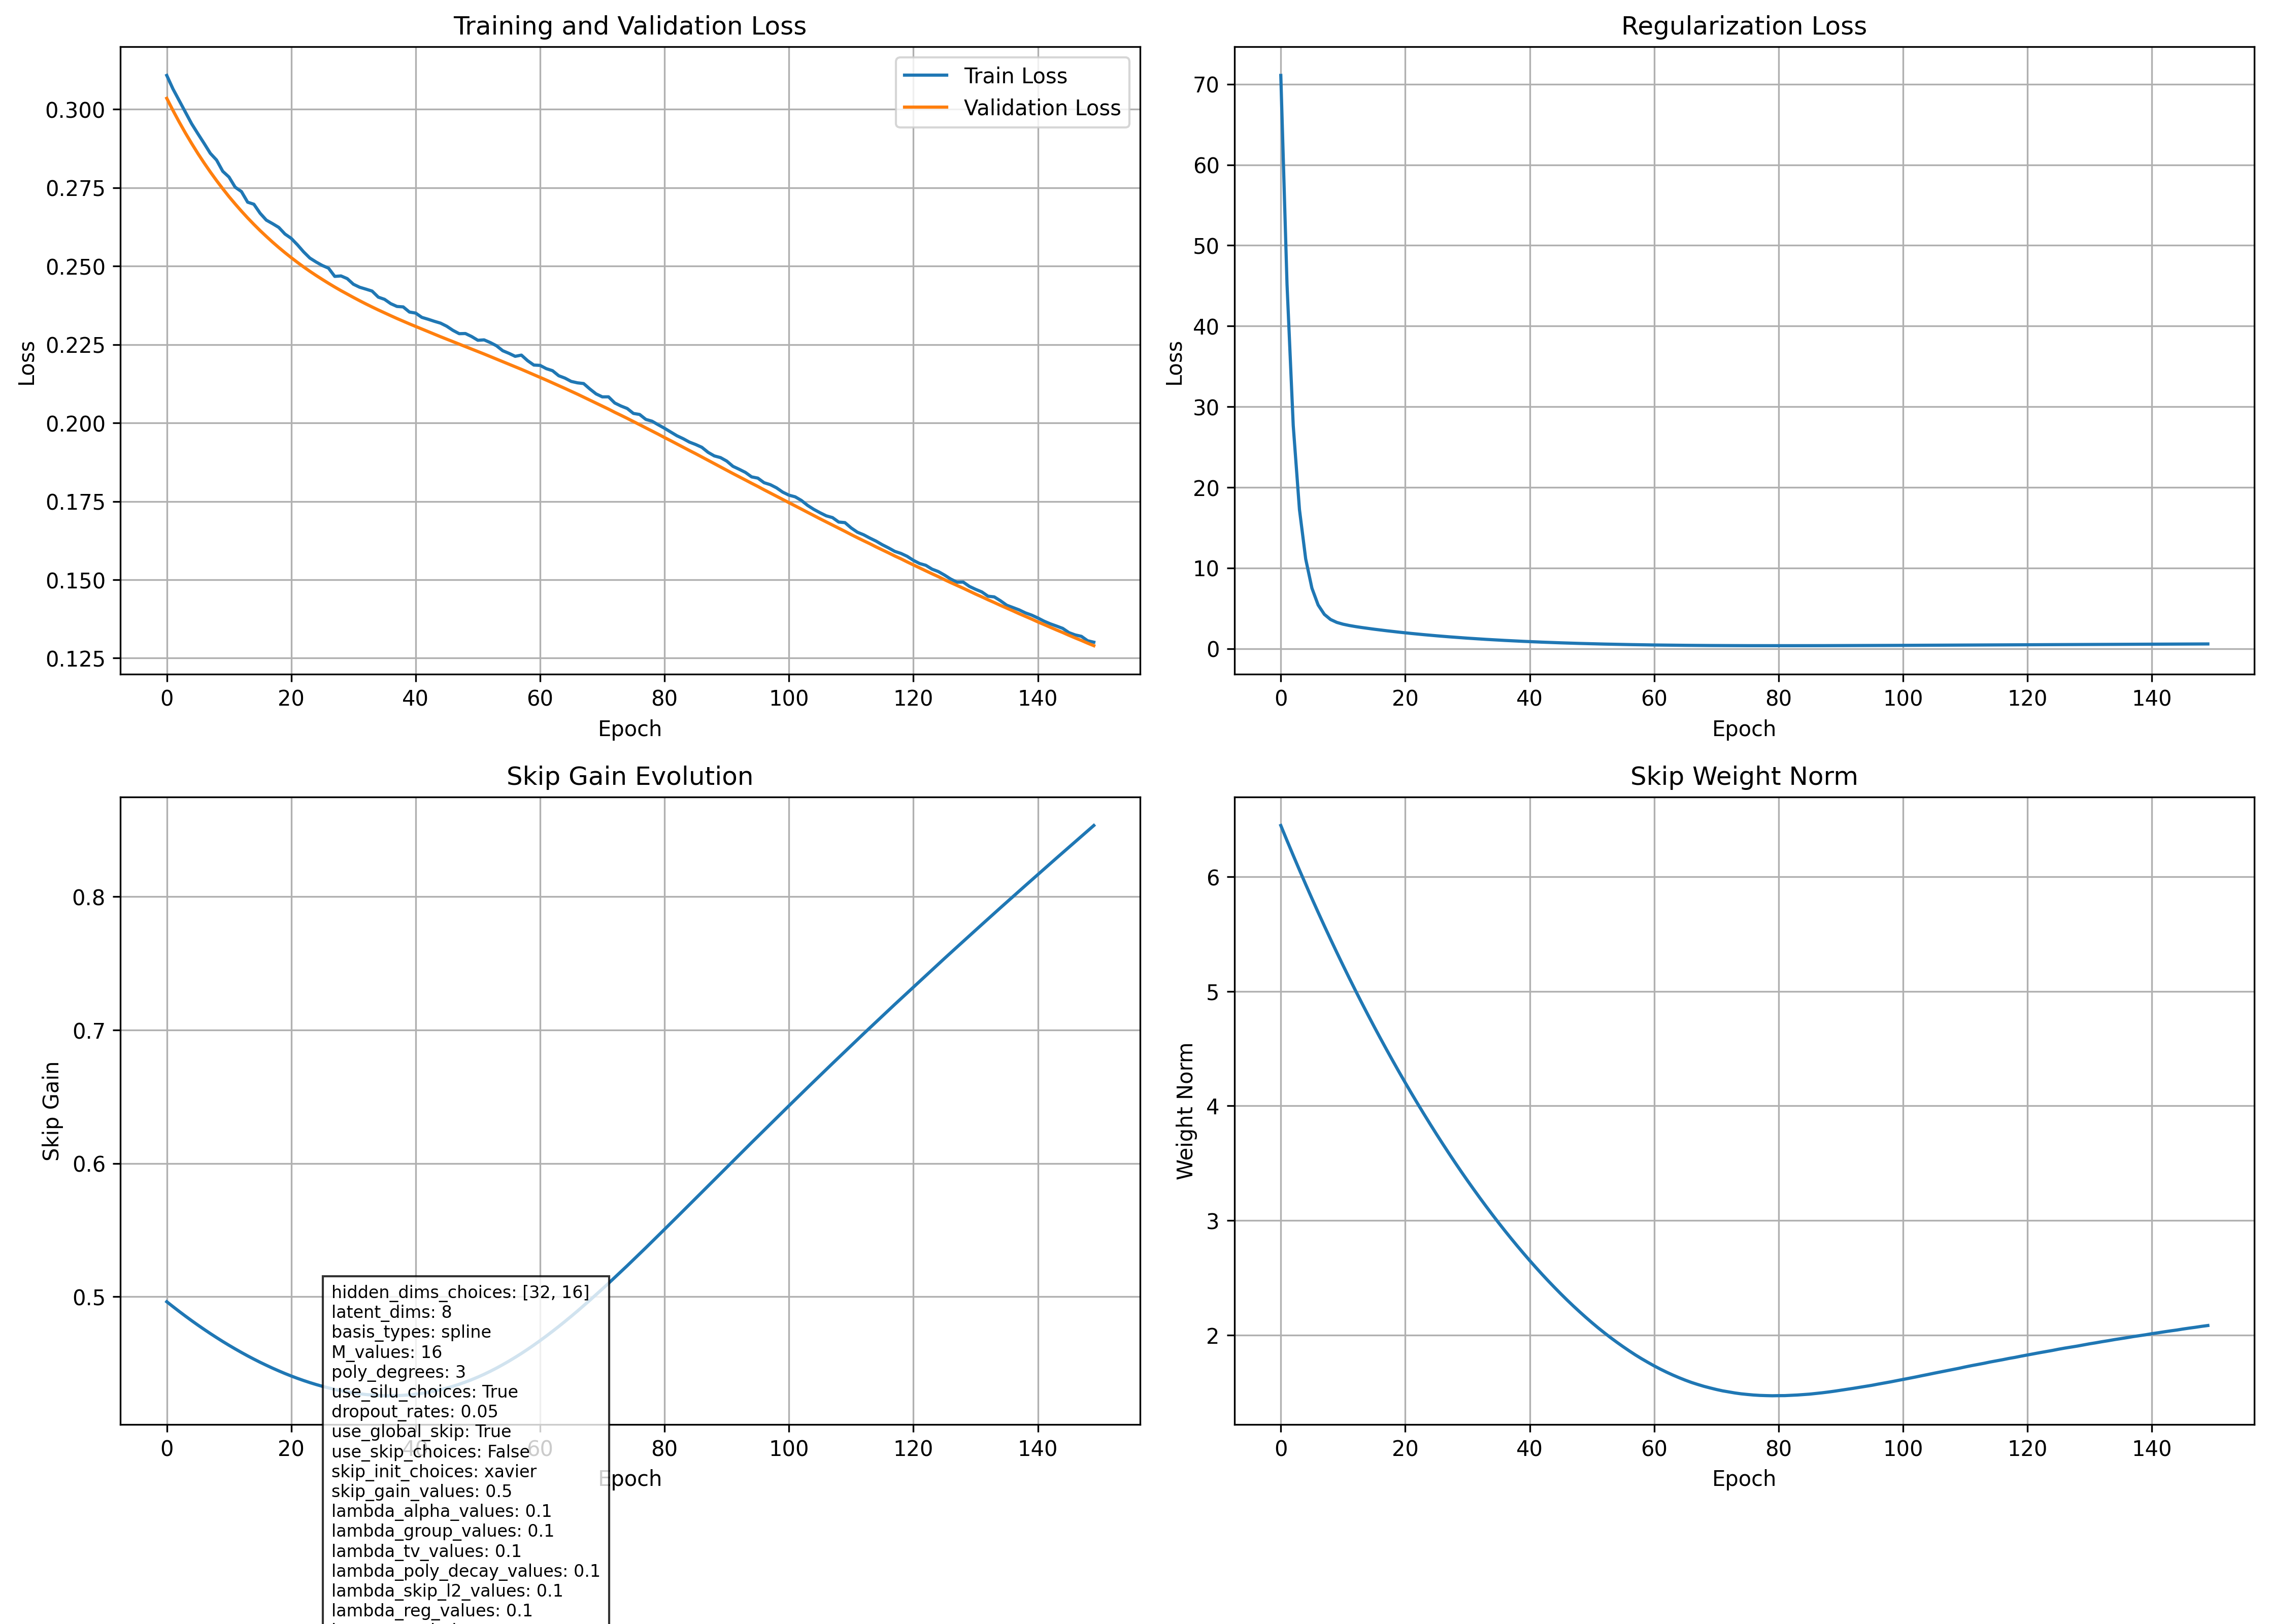 Training and Validation Loss
Train Loss
Validation Loss
0.300
0.275
0.250
0.225
0.200
0.175
0.150
0.125
Loss
0 20 40 60 80 100 120 140
Epoch
Regularization Loss
70
60
50
40
30
20
10
0
Loss
0 20 40 60 80 100 120 140
Epoch
Skip Gain Evolution
0.8
0.7
0.6
0.5
Skip Gain
0 20 40 60 80 100 120 140
Epoch
hidden_dims_choices: [32, 16]
latent_dims: 8
basis_types: spline
M_values: 16
poly_degrees: 3
use_silu_choices: True
dropout_rates: 0.05
use_global_skip: True
use_skip_choices: False
skip_init_choices: xavier
skip_gain_values: 0.5
lambda_alpha_values: 0.1
lambda_group_values: 0.1
lambda_tv_values: 0.1
lambda_poly_decay_values: 0.1
lambda_skip_l2_values: 0.1
lambda_reg_values: 0.1
Skip Weight Norm
6
5
4
3
2
Weight Norm
0 20 40 60 80 100 120 140
Epoch